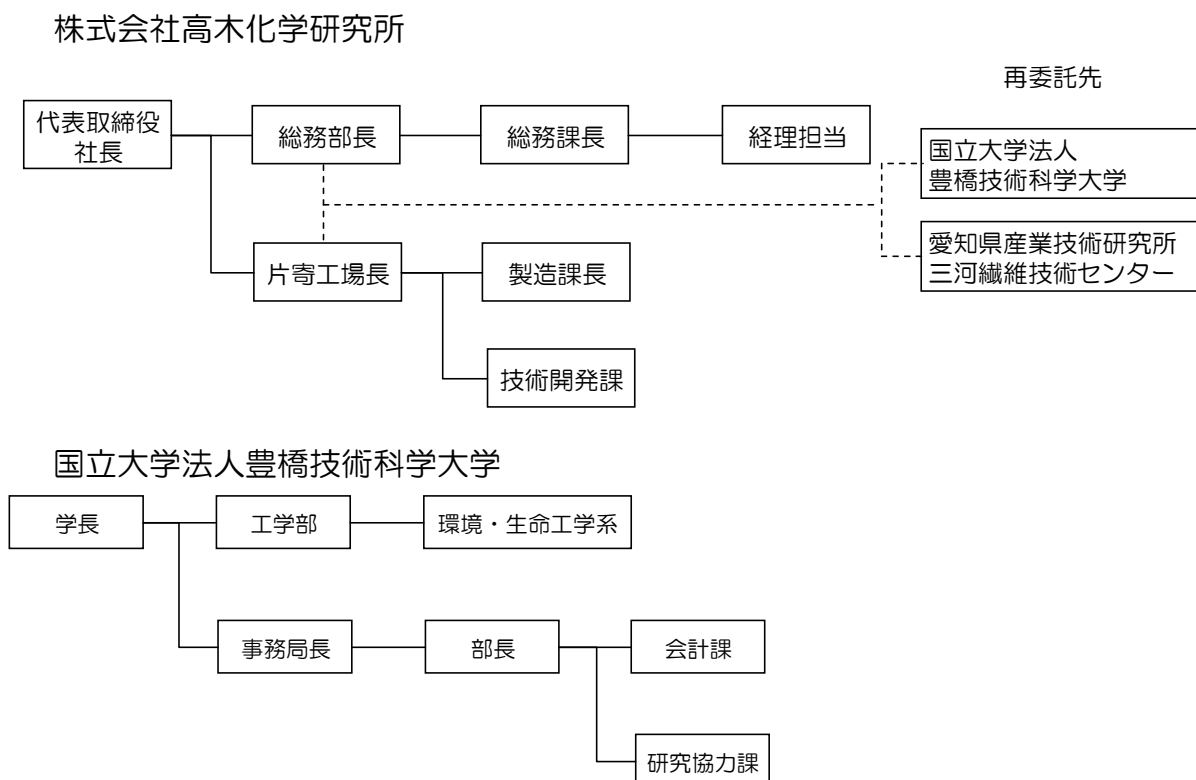 株式会社高木化学研究所
再委託先
代表取締役
社長
総務部長
総務課長
経理担当
国立大学法人
豊橋技術科学大学
片寄工場長
製造課長
愛知県産業技術研究所
三河繊維技術センター
技術開発課
国立大学法人豊橋技術科学大学
学長
工学部
環境・生命工学系
事務局長
部長
会計課
研究協力課